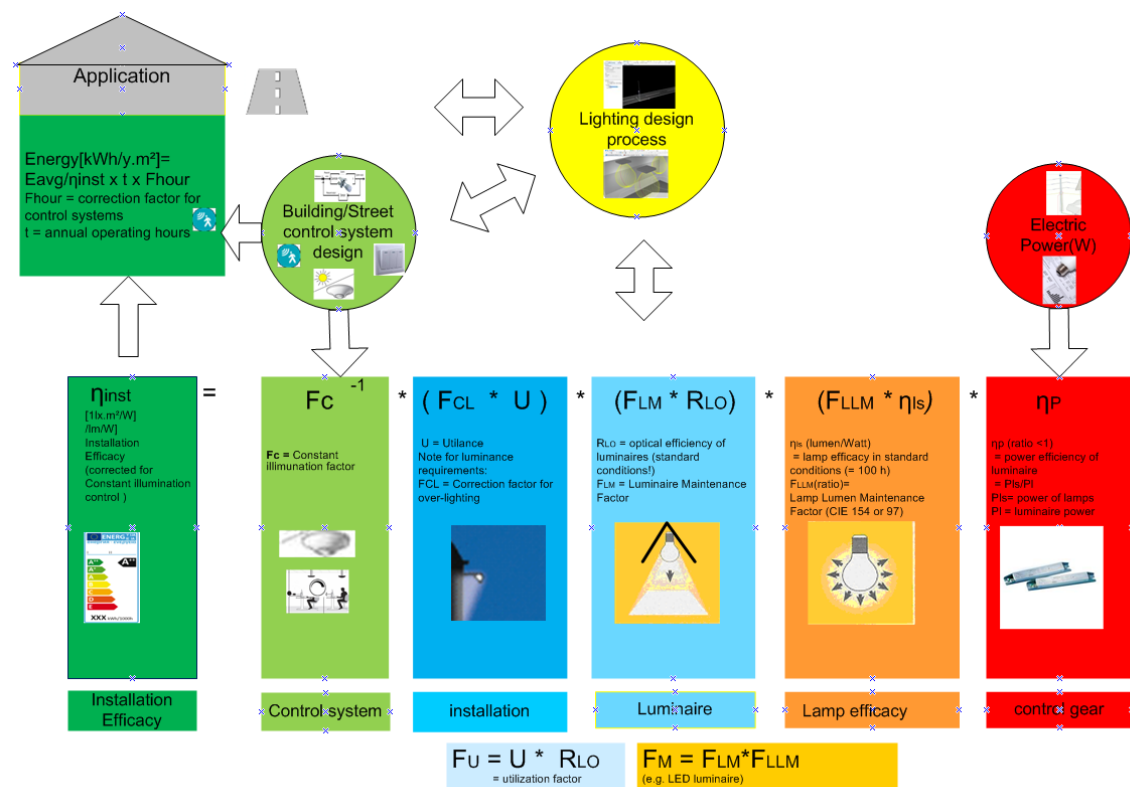 Application
Energy[kWh/y.m²]=
Eavg/ηinst x t x Fhour
Fhour = correction factor for
control systems
t = annual operating hours
Building/Street
control system
design
Lighting design
process
Electric
Power(W)
ηinst
[1lx.m²/W]
/lm/W]
Installation
Efficacy
(corrected for
Constant illumination
control )
ENERG
A++
XXX kWh/1000h
=
Fc -1
Fc = Constant
illimunation factor
*
( FCL * U )
U = Utilance
Note for luminance
requirements:
FCL = Correction factor for
over-lighting
*
(FLM * RLO)
RLO = optical efficiency of
luminaires (standard
conditions!)
FLM = Luminaire Maintenance
Factor
*
(FLLM * ηls)
ηls (lumen/Watt)
= lamp efficacy in standard
conditions (= 100 h)
FLLM(ratio)=
Lamp Lumen Maintenance
Factor (CIE 154 or 97)
*
ηP
ηp (ratio <1)
= power efficiency of
luminaire
= Pls/Pl
Pls= power of lamps
Pl = luminaire power
Installation
Efficacy
Control system
installation
Luminaire
Lamp efficacy
control gear
FU = U * RLO
= utilization factor
FM = FLM*FLLM
(e.g. LED luminaire)